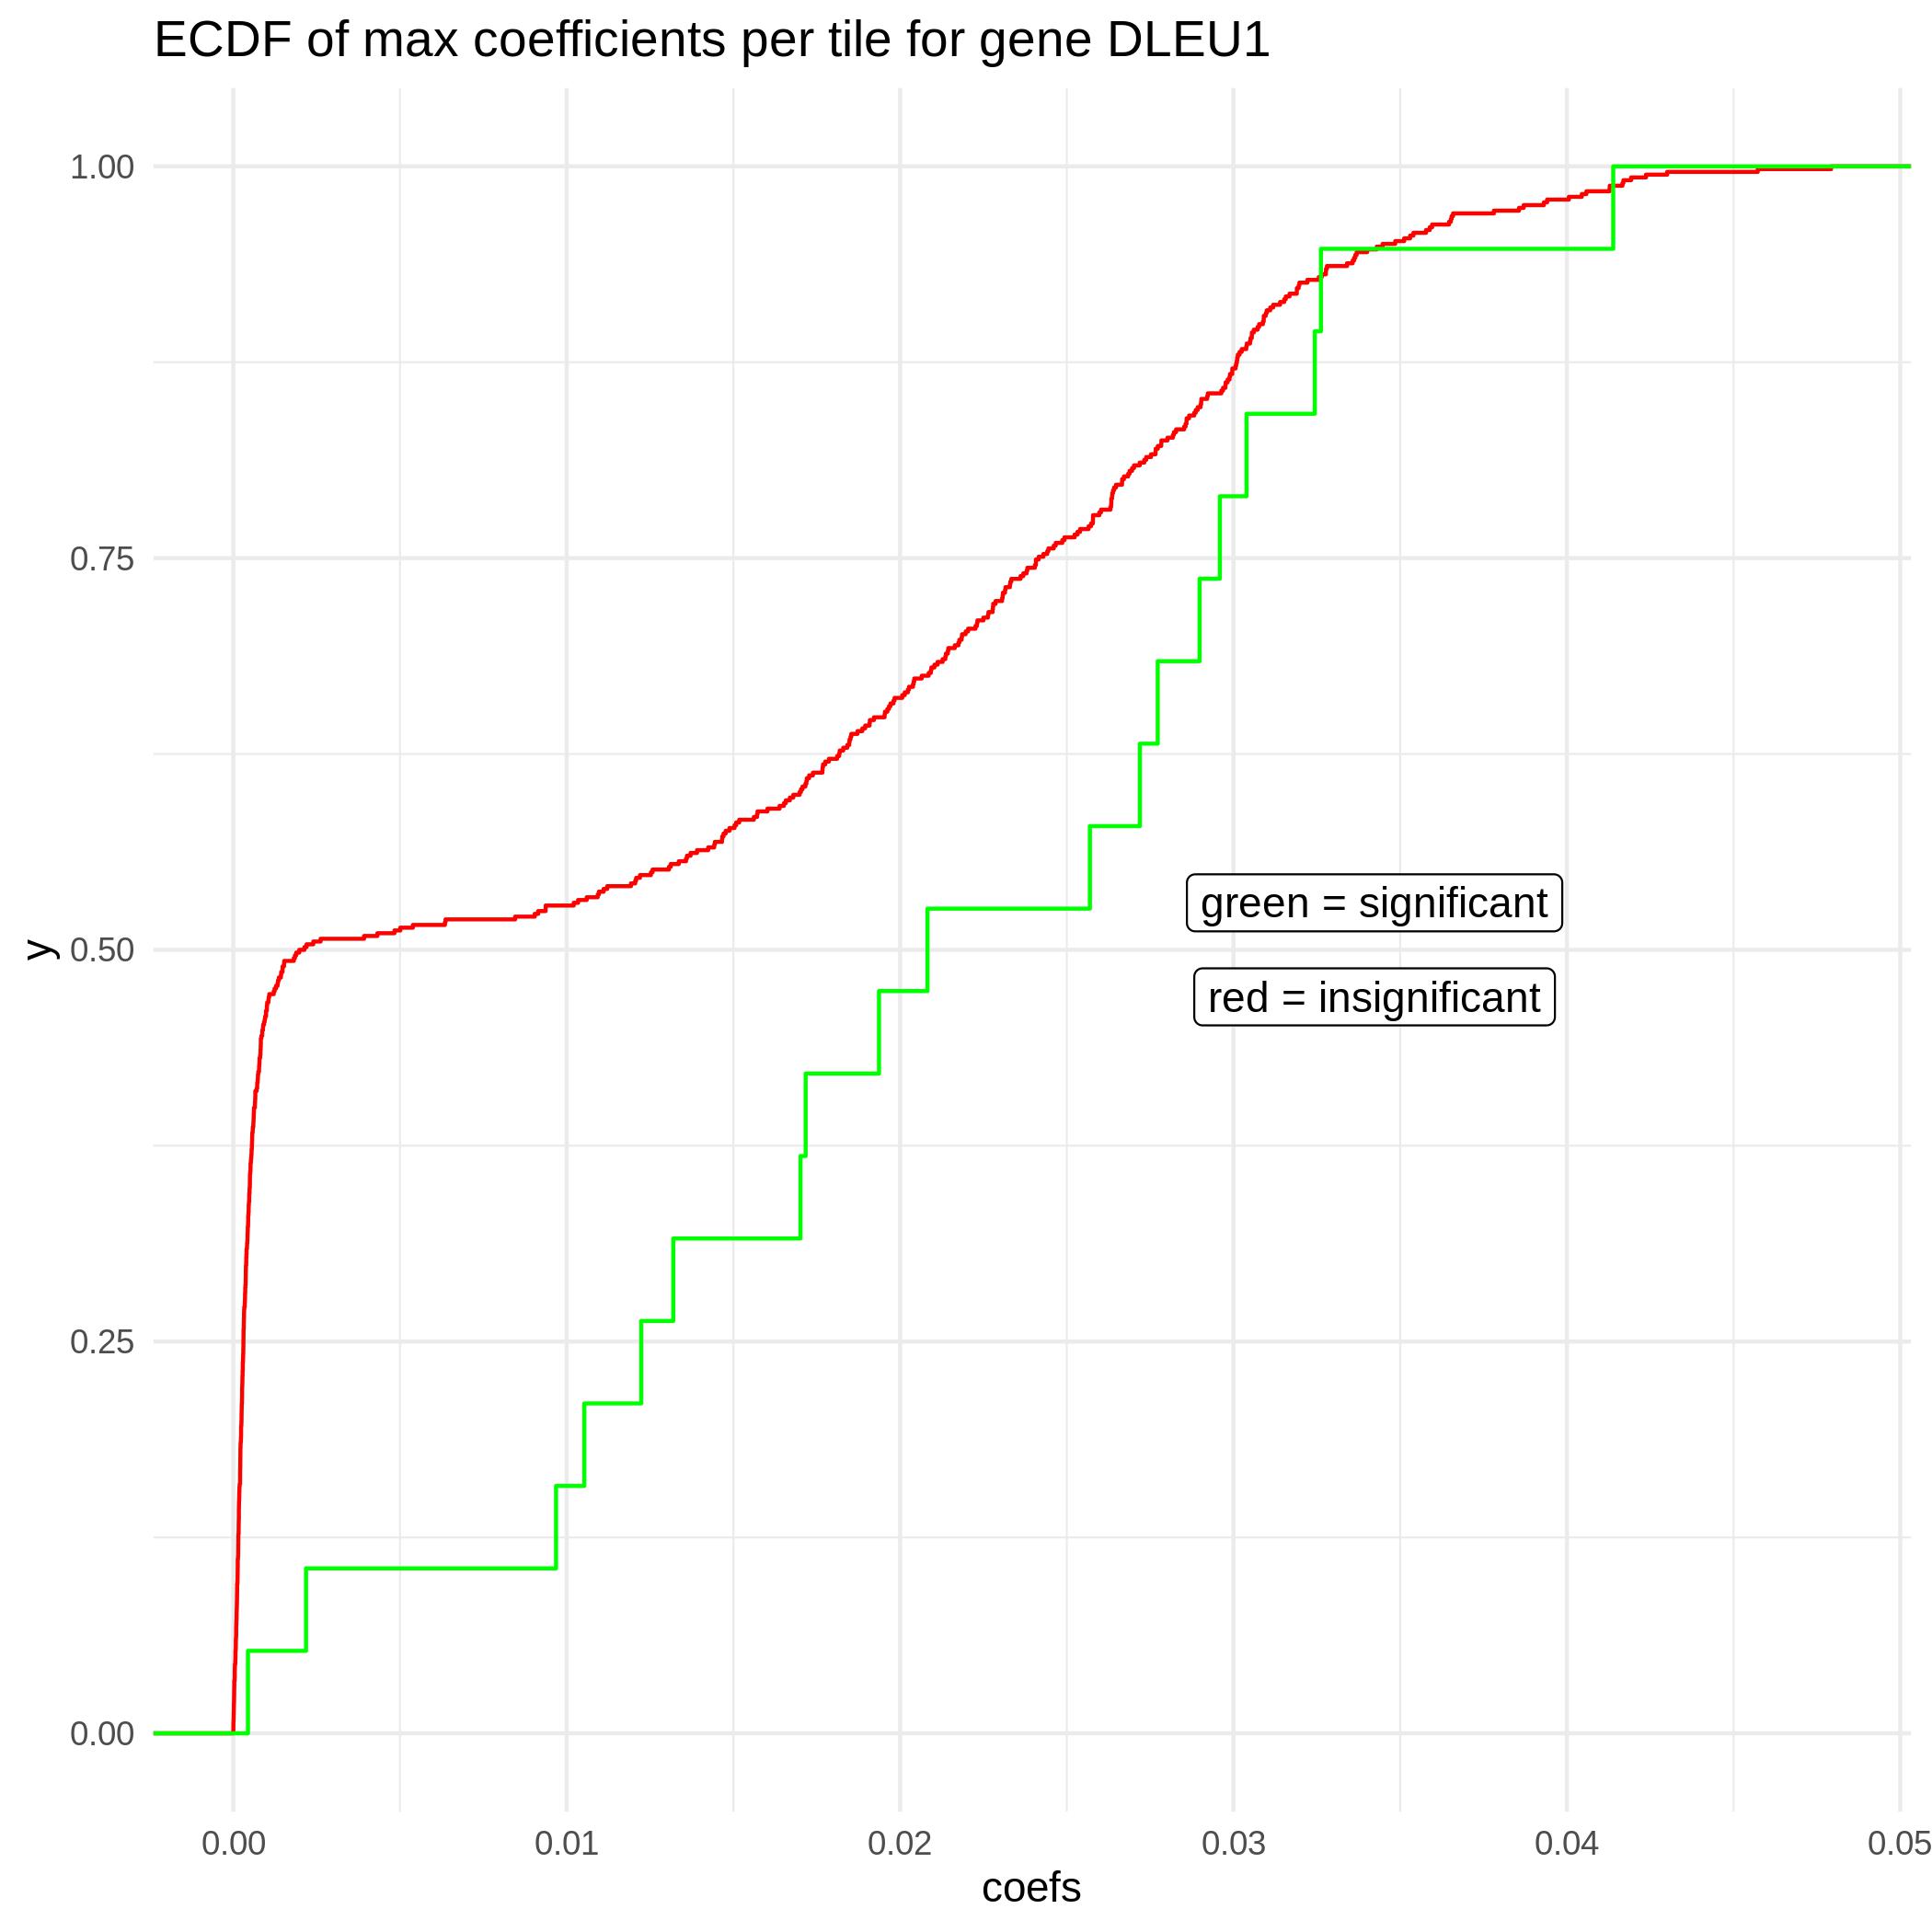 ECDF of max coefficients per tile for gene DLEU1
1.00
0.75
0.50
0.25
0.00
y
green = significant
red = insignificant
0.00 0.01 0.02 0.03 0.04 0.05
coefs